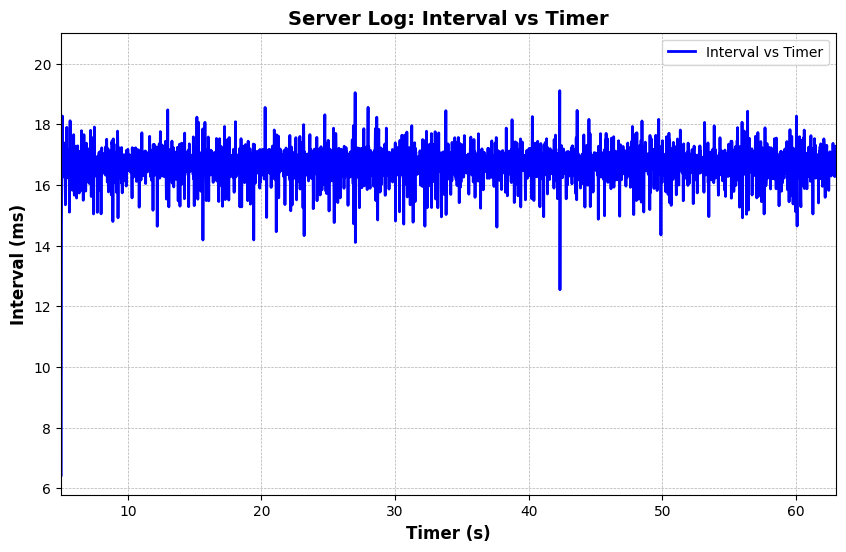 Server Log: Interval vs Timer
Interval vs Timer
20
18
16
14
12
10
8
6
Interval (ms)
10 20 30 40 50 60
Timer (s)